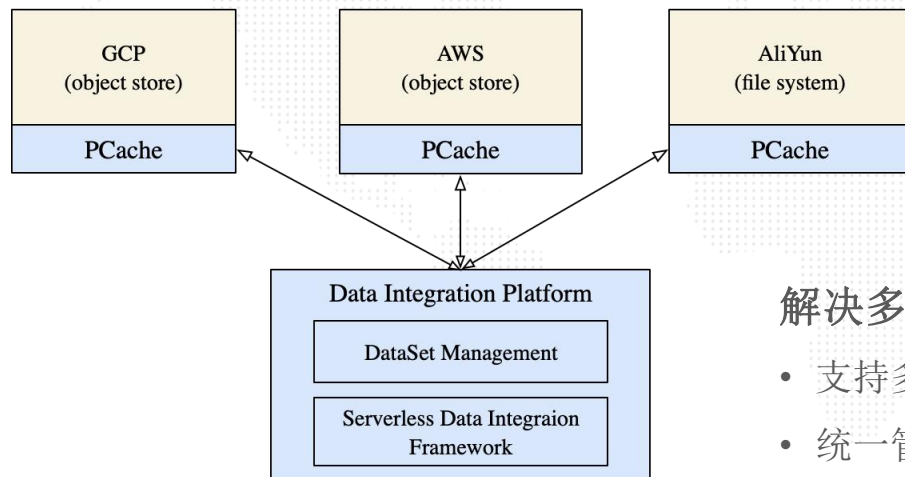 GCP
(object store)
PCache
AWS
(object store)
PCache
AliYun
(file system)
PCache
Data Integration Platform
DataSet Management
Serverless Data Integraion
Framework
解决多
• 支持
• 统一